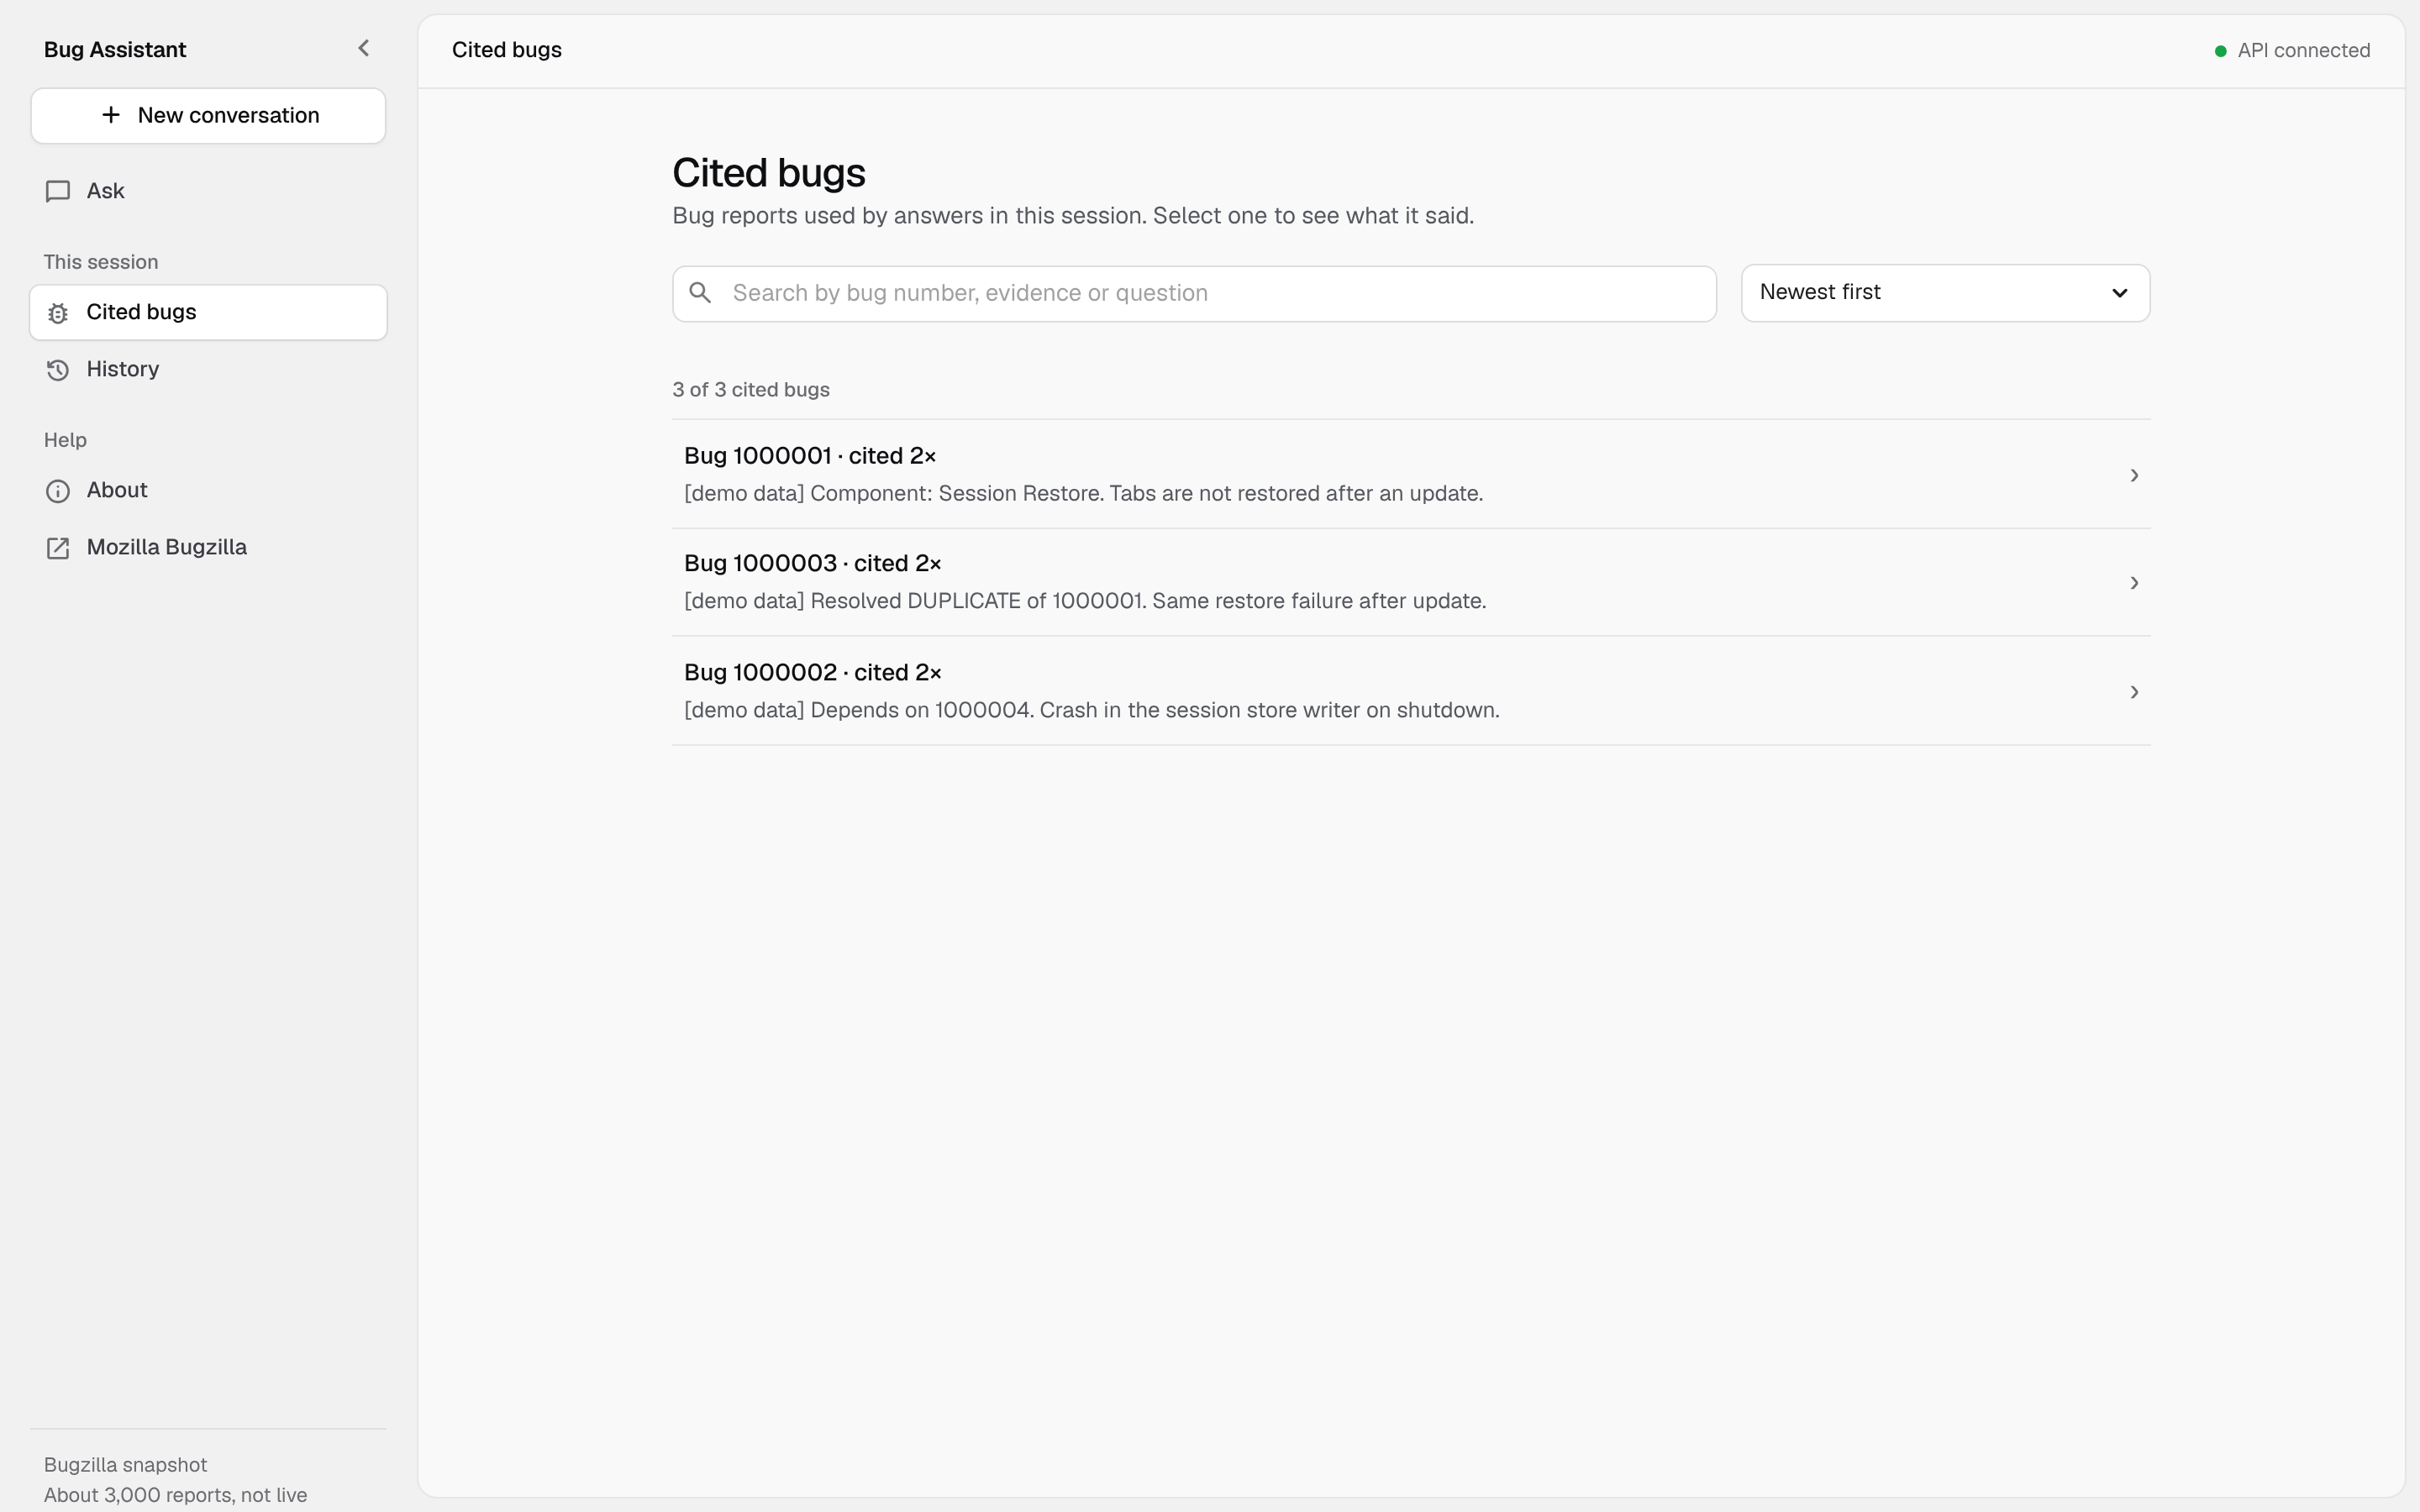 Bug Assistant
New conversation
Ask
This session
Cited bugs
History
Help
About
Mozilla Bugzilla
Bugzilla snapshot
About 3,000 reports, not live
Cited bugs
API connected
Cited bugs
Bug reports used by answers in this session. Select one to see what it said.
Search by bug number, evidence or question
Newest first
3 of 3 cited bugs
Bug 1000001 · cited 2×
[demo data] Component: Session Restore. Tabs are not restored after an update.
Bug 1000003 · cited 2×
[demo data] Resolved DUPLICATE of 1000001. Same restore failure after update.
Bug 1000002 · cited 2×
[demo data] Depends on 1000004. Crash in the session store writer on shutdown.